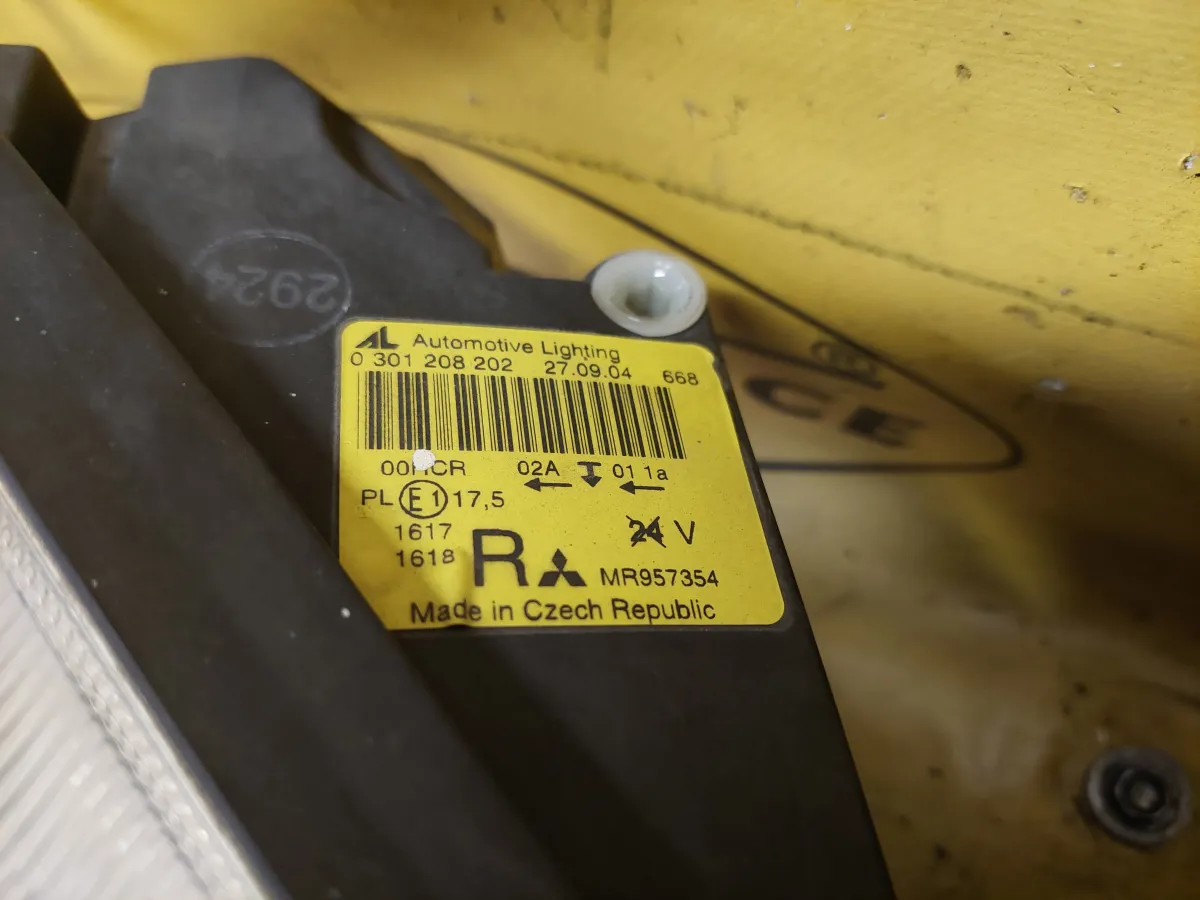 2924
AL Automotive Lighting
0 301 208 202 27.09.04 668
00HCR 02A 01 1a
PL E1 17,5
1617
1618
24 V
R MR957354
Made in Czech Republic
CE